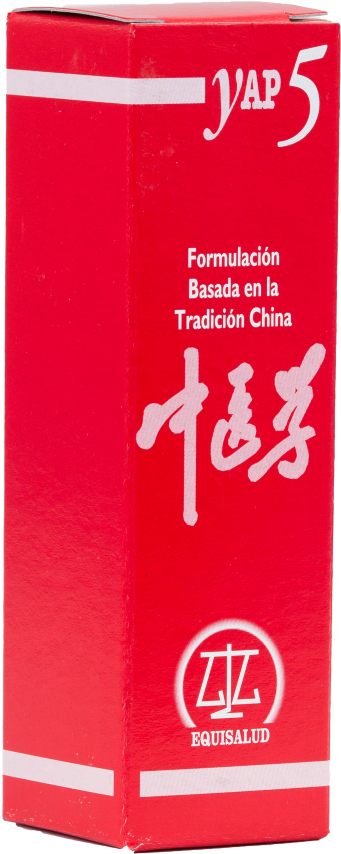 yAP 5
Formulación
Basada en la
Tradición China
中医学
EQUISALUD